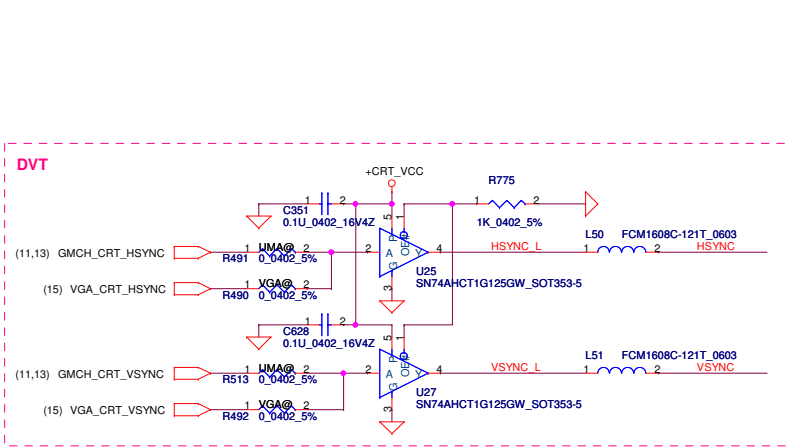 DVT
+CRT_VCC
R775
1 2
1K_0402_5%
1 2
C351
0.1U_0402_16V4Z
5 1
P OE#
A Y
G
2 4
3
U25
SN74AHCT1G125GW_SOT353-5
(11,13) GMCH_CRT_HSYNC
1 UMA@ 2
R491 0_0402_5%
(15) VGA_CRT_HSYNC
1 VGA@ 2
R490 0_0402_5%
HSYNC_L
L50 FCM1608C-121T_0603
1 2
HSYNC
1 2
C628
0.1U_0402_16V4Z
5 1
P OE#
A Y
G
2 4
3
U27
SN74AHCT1G125GW_SOT353-5
(11,13) GMCH_CRT_VSYNC
1 UMA@ 2
R513 0_0402_5%
(15) VGA_CRT_VSYNC
1 VGA@ 2
R492 0_0402_5%
VSYNC_L
L51 FCM1608C-121T_0603
1 2
VSYNC